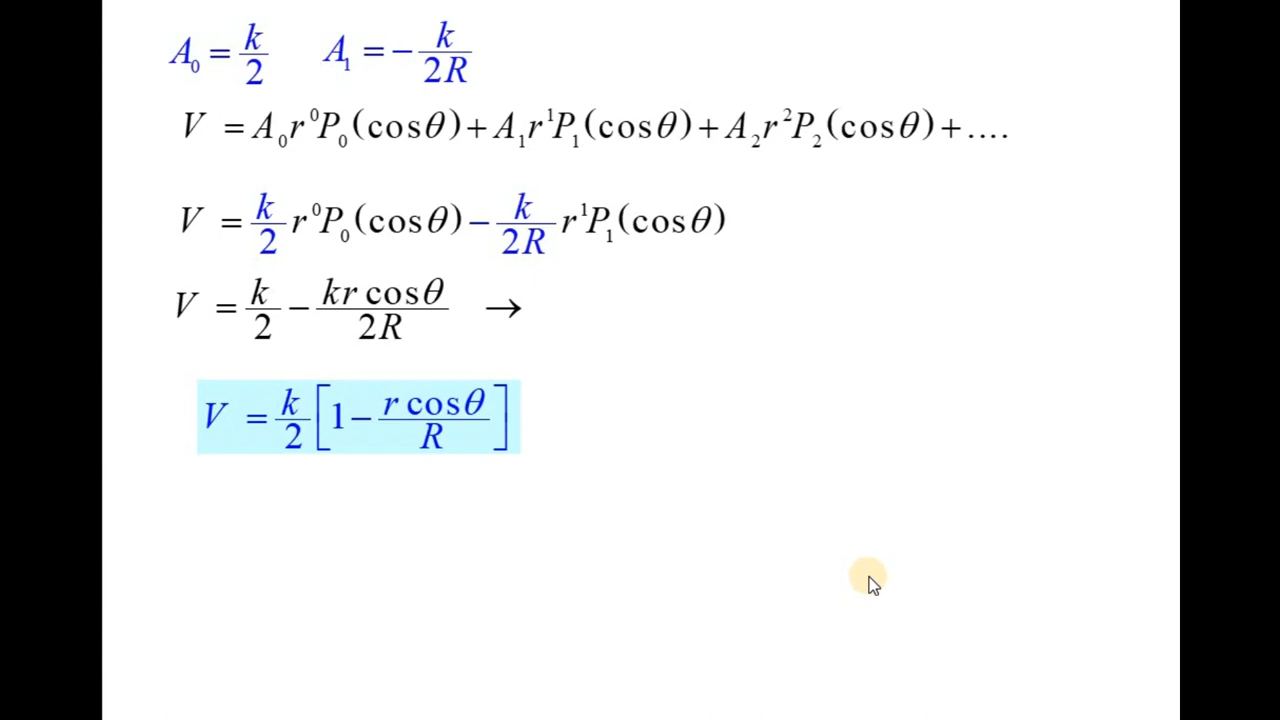 A₀ = k/2   A₁ = −k/2R
V = A₀r⁰P₀(cosθ) + A₁r¹P₁(cosθ) + A₂r²P₂(cosθ) + ....
V = k/2 r⁰P₀(cosθ) − k/2R r¹P₁(cosθ)
V = k/2 − kr cosθ/2R →
V = k/2 [1 − r cosθ/R]